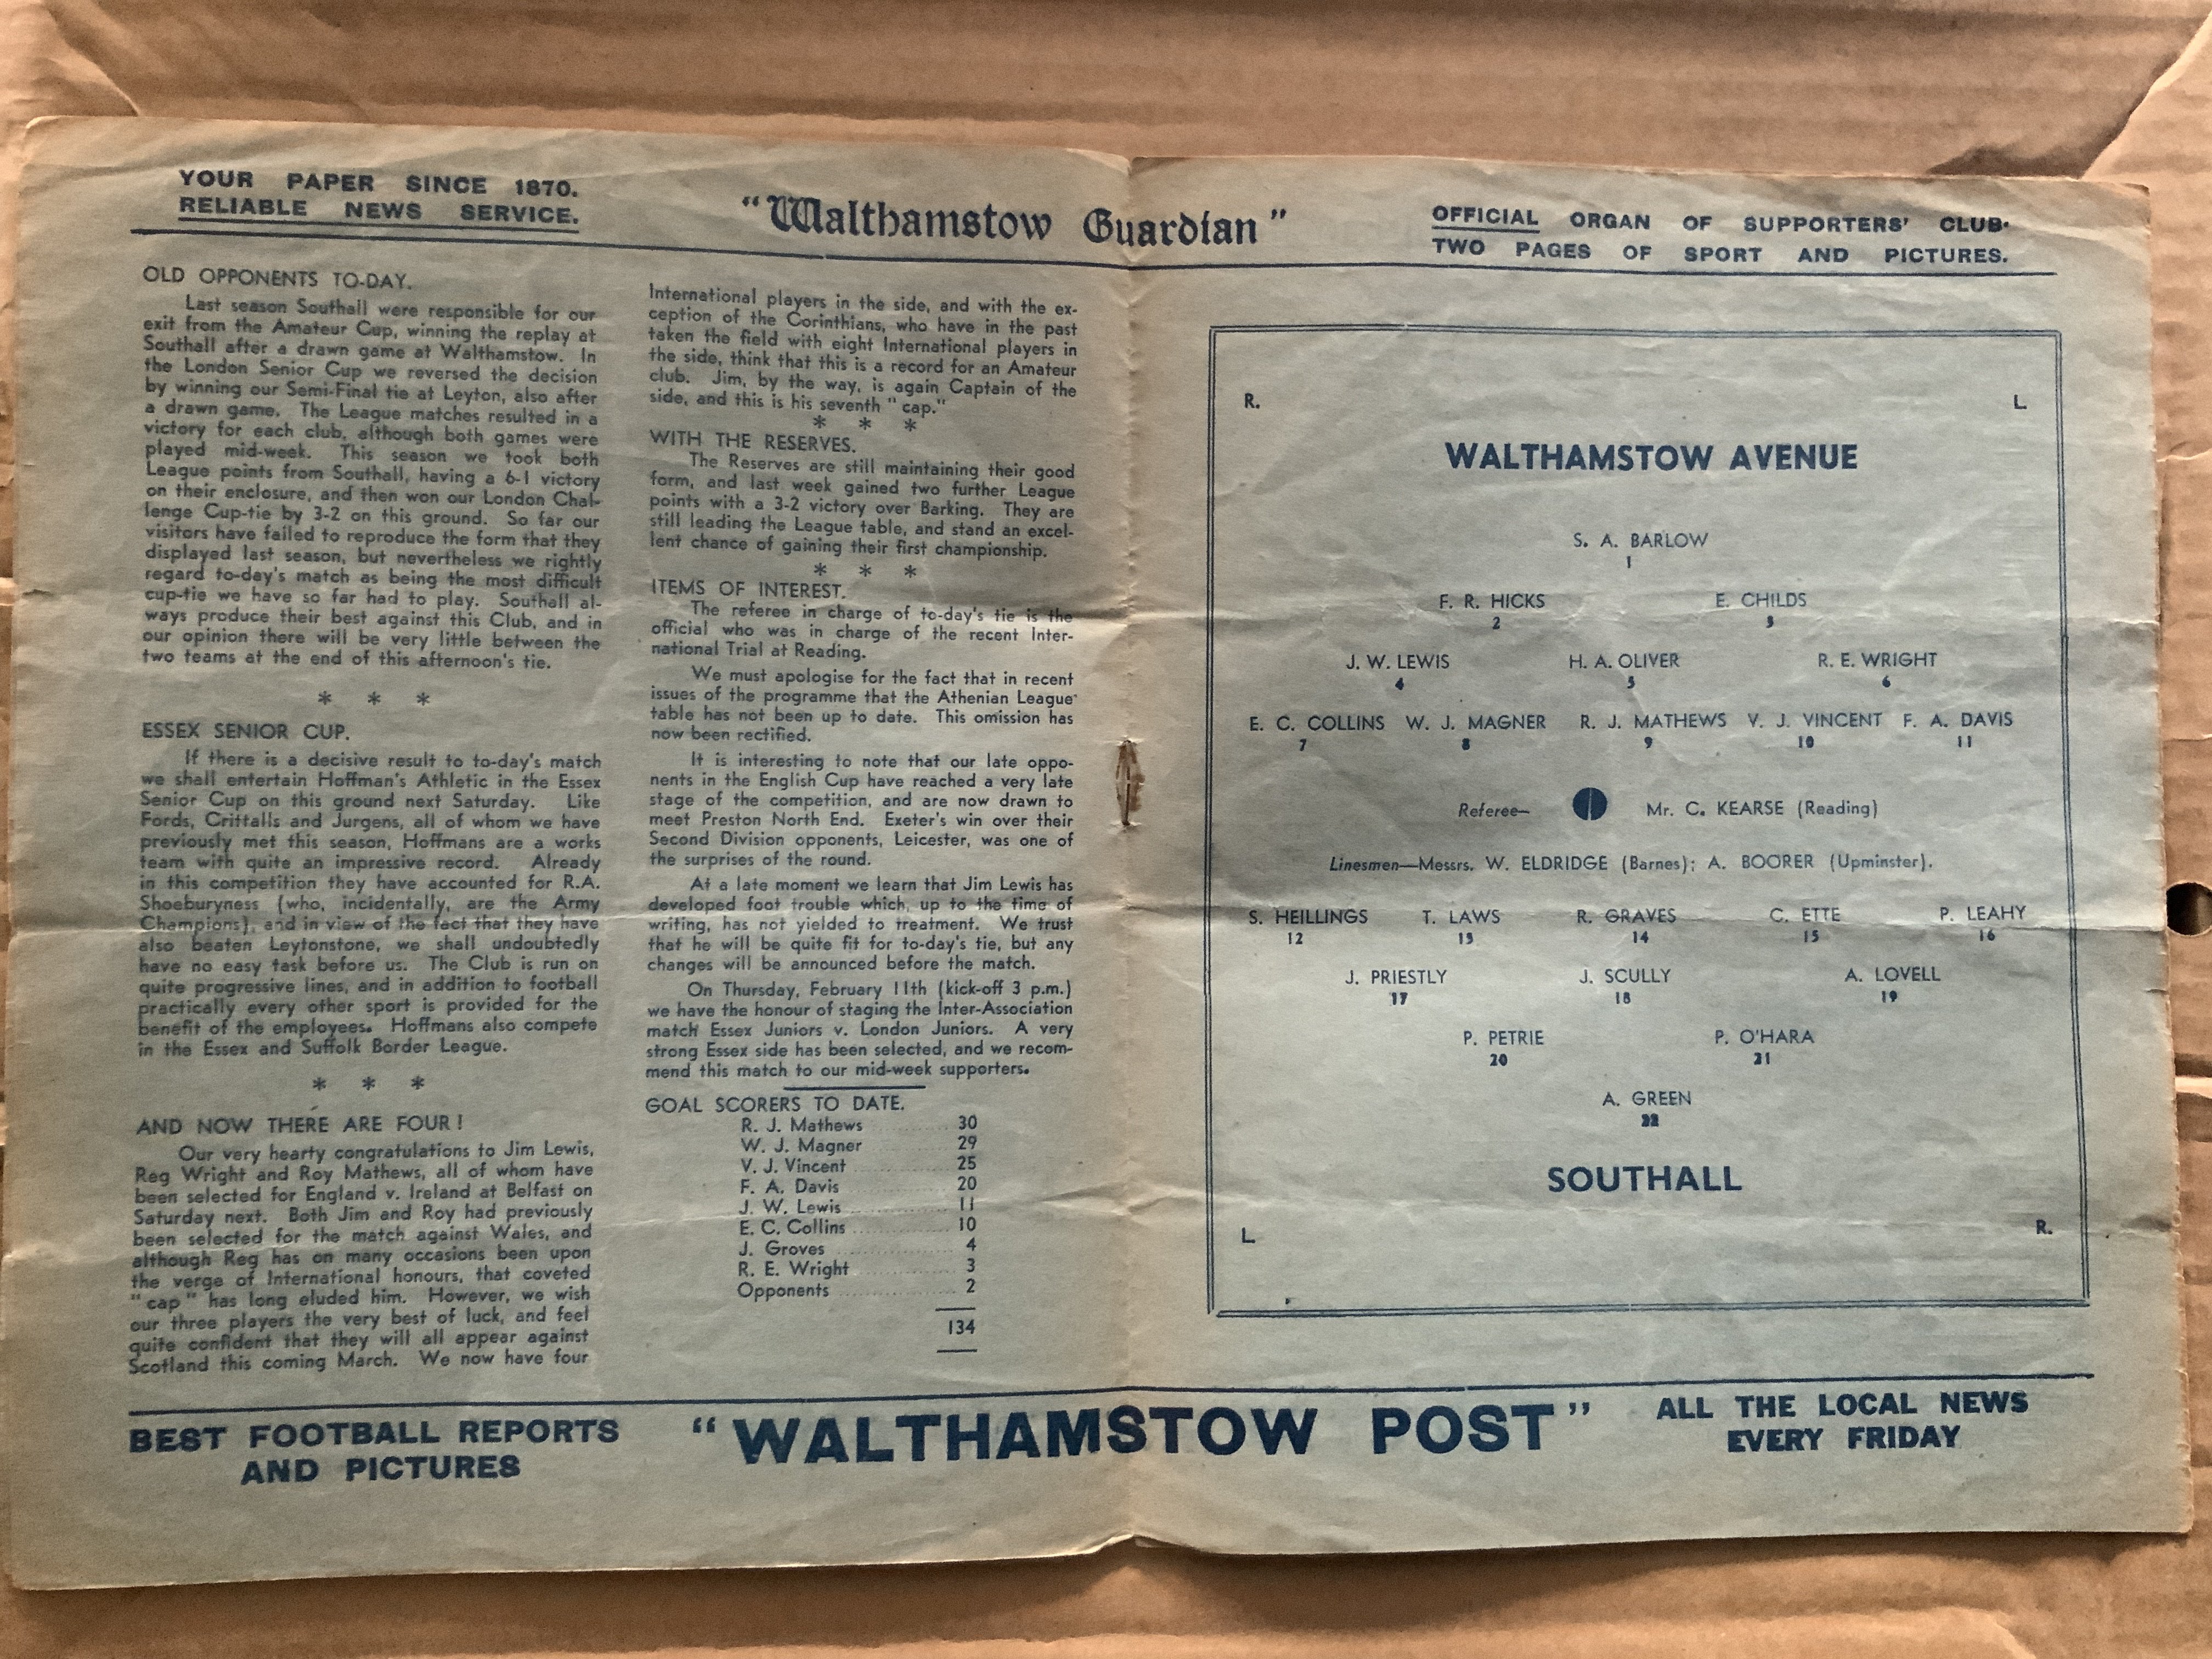 YOUR PAPER SINCE 1870.
RELIABLE NEWS SERVICE.
"Walthamstow Guardian"
OFFICIAL ORGAN OF SUPPORTERS' CLUB.
TWO PAGES OF SPORT AND PICTURES.
OLD OPPONENTS TO-DAY.
Last season Southall were responsible for our
exit from the Amateur Cup, winning the replay at
Southall after a drawn game at Walthamstow. In
the London Senior Cup we reversed the decision
by winning our Semi-Final tie at Leyton, also after
a drawn game. The League matches resulted in a
victory for each club, although both games were
played mid-week. This season we took both
League points from Southall, having a 6-1 victory
on their enclosure, and then won our London Chal-
lenge Cup-tie by 3-2 on this ground. So far our
visitors have failed to reproduce the form that they
displayed last season, but nevertheless we rightly
regard to-day's match as being the most difficult
cup-tie we have so far had to play. Southall al-
ways produce their best against this Club, and in
our opinion there will be very little between the
two teams at the end of this afternoon's tie.
* * *
ESSEX SENIOR CUP.
If there is a decisive result to to-day's match
we shall entertain Hoffman's Athletic in the Essex
Senior Cup on this ground next Saturday. Like
Fords, Crittalls and Jurgens, all of whom we have
previously met this season, Hoffmans are a works
team with quite an impressive record. Already
in this competition they have accounted for R.A.
Shoeburyness (who, incidentally, are the Army
Champions), and in view of the fact that they have
also beaten Leytonstone, we shall undoubtedly
have no easy task before us. The Club is run on
quite progressive lines, and in addition to football
practically every other sport is provided for the
benefit of the employees. Hoffmans also compete
in the Essex and Suffolk Border League.
* * *
AND NOW THERE ARE FOUR!
Our very hearty congratulations to Jim Lewis,
Reg Wright and Roy Mathews, all of whom have
been selected for England v. Ireland at Belfast on
Saturday next. Both Jim and Roy had previously
been selected for the match against Wales, and
although Reg has on many occasions been upon
the verge of International honours, that coveted
"cap" has long eluded him. However, we wish
our three players the very best of luck, and feel
quite confident that they will all appear against
Scotland this coming March. We now have four
International players in the side, and with the ex-
ception of the Corinthians, who have in the past
taken the field with eight International players in
the side, think that this is a record for an Amateur
club. Jim, by the way, is again Captain of the
side, and this is his seventh "cap."
* * *
WITH THE RESERVES.
The Reserves are still maintaining their good
form, and last week gained two further League
points with a 3-2 victory over Barking. They are
still leading the League table, and stand an excel-
lent chance of gaining their first championship.
* * *
ITEMS OF INTEREST.
The referee in charge of to-day's tie is the
official who was in charge of the recent Inter-
national Trial at Reading.
We must apologise for the fact that in recent
issues of the programme that the Athenian League
table has not been up to date. This omission has
now been rectified.
It is interesting to note that our late oppo-
nents in the English Cup have reached a very late
stage of the competition, and are now drawn to
meet Preston North End. Exeter's win over their
Second Division opponents, Leicester, was one of
the surprises of the round.
At a late moment we learn that Jim Lewis has
developed foot trouble which, up to the time of
writing, has not yielded to treatment. We trust
that he will be quite fit for to-day's tie, but any
changes will be announced before the match.
On Thursday, February 11th (kick-off 3 p.m.)
we have the honour of staging the Inter-Association
match Essex Juniors v. London Juniors. A very
strong Essex side has been selected, and we recom-
mend this match to our mid-week supporters.
GOAL SCORERS TO DATE.
R. J. Mathews ........ 30
W. J. Magner ........ 29
V. J. Vincent ........ 25
F. A. Davis ........ 20
J. W. Lewis ........ 11
E. C. Collins ........ 10
J. Groves ........ 4
R. E. Wright ........ 3
Opponents ........ 2
134
R. L.
WALTHAMSTOW AVENUE
S. A. BARLOW
1
F. R. HICKS E. CHILDS
2 3
J. W. LEWIS H. A. OLIVER R. E. WRIGHT
4 5 6
E. C. COLLINS W. J. MAGNER R. J. MATHEWS V. J. VINCENT F. A. DAVIS
7 8 9 10 11
Referee— Mr. C. KEARSE (Reading)
Linesmen—Messrs. W. ELDRIDGE (Barnes); A. BOORER (Upminster).
S. HEILLINGS T. LAWS R. GRAVES C. ETTE P. LEAHY
12 13 14 15 16
J. PRIESTLY J. SCULLY A. LOVELL
17 18 19
P. PETRIE P. O'HARA
20 21
A. GREEN
22
SOUTHALL
L. R.
BEST FOOTBALL REPORTS
AND PICTURES
"WALTHAMSTOW POST"
ALL THE LOCAL NEWS
EVERY FRIDAY